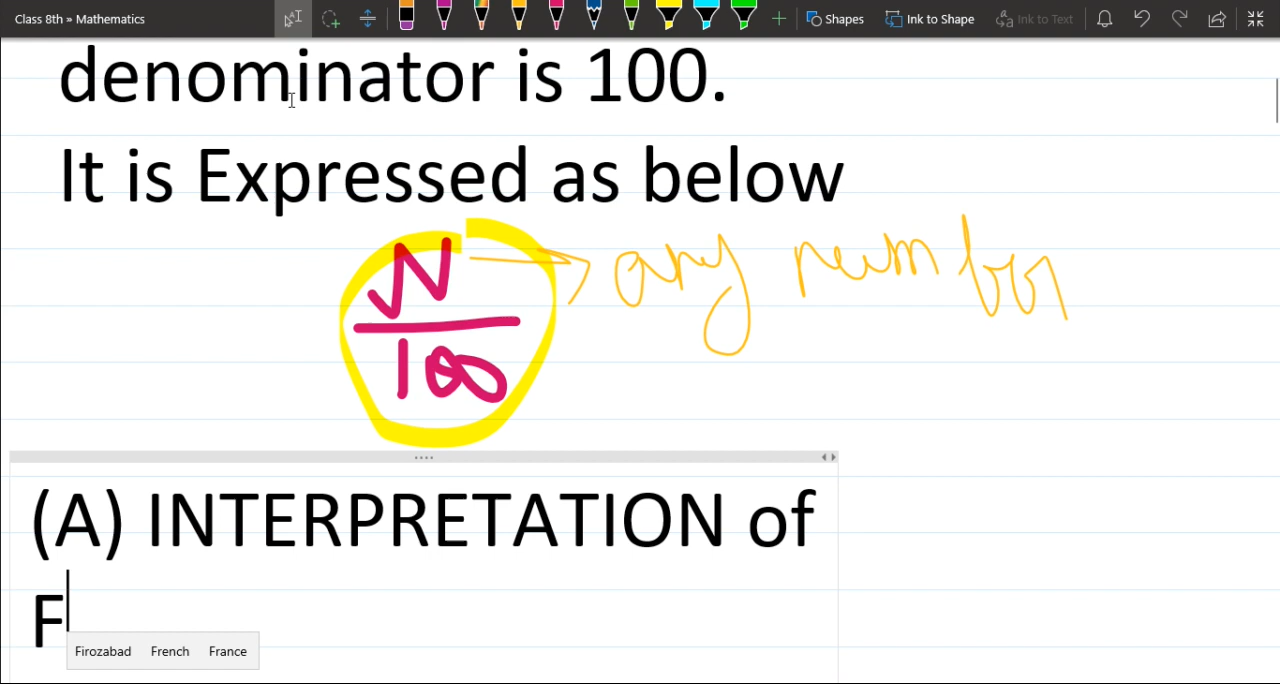 Class 8th » Mathematics
Shapes
Ink to Shape
Ink to Text
denominator is 100.
It is Expressed as below
N
100
any number
(A) INTERPRETATION of
F
Firozabad French France